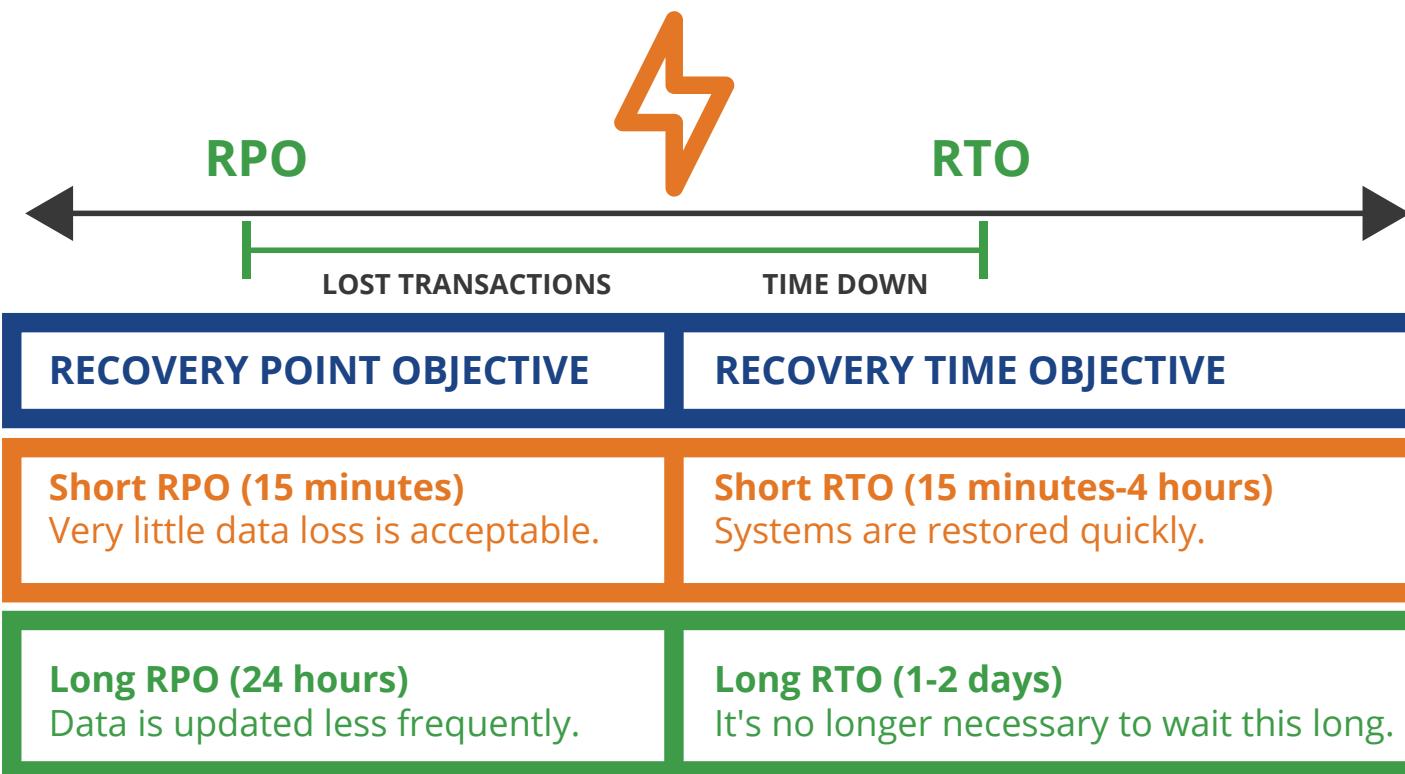 RPO
RTO
LOST TRANSACTIONS
TIME DOWN
RECOVERY POINT OBJECTIVE
RECOVERY TIME OBJECTIVE
Short RPO (15 minutes)
Very little data loss is acceptable.
Short RTO (15 minutes-4 hours)
Systems are restored quickly.
Long RPO (24 hours)
Data is updated less frequently.
Long RTO (1-2 days)
It's no longer necessary to wait this long.